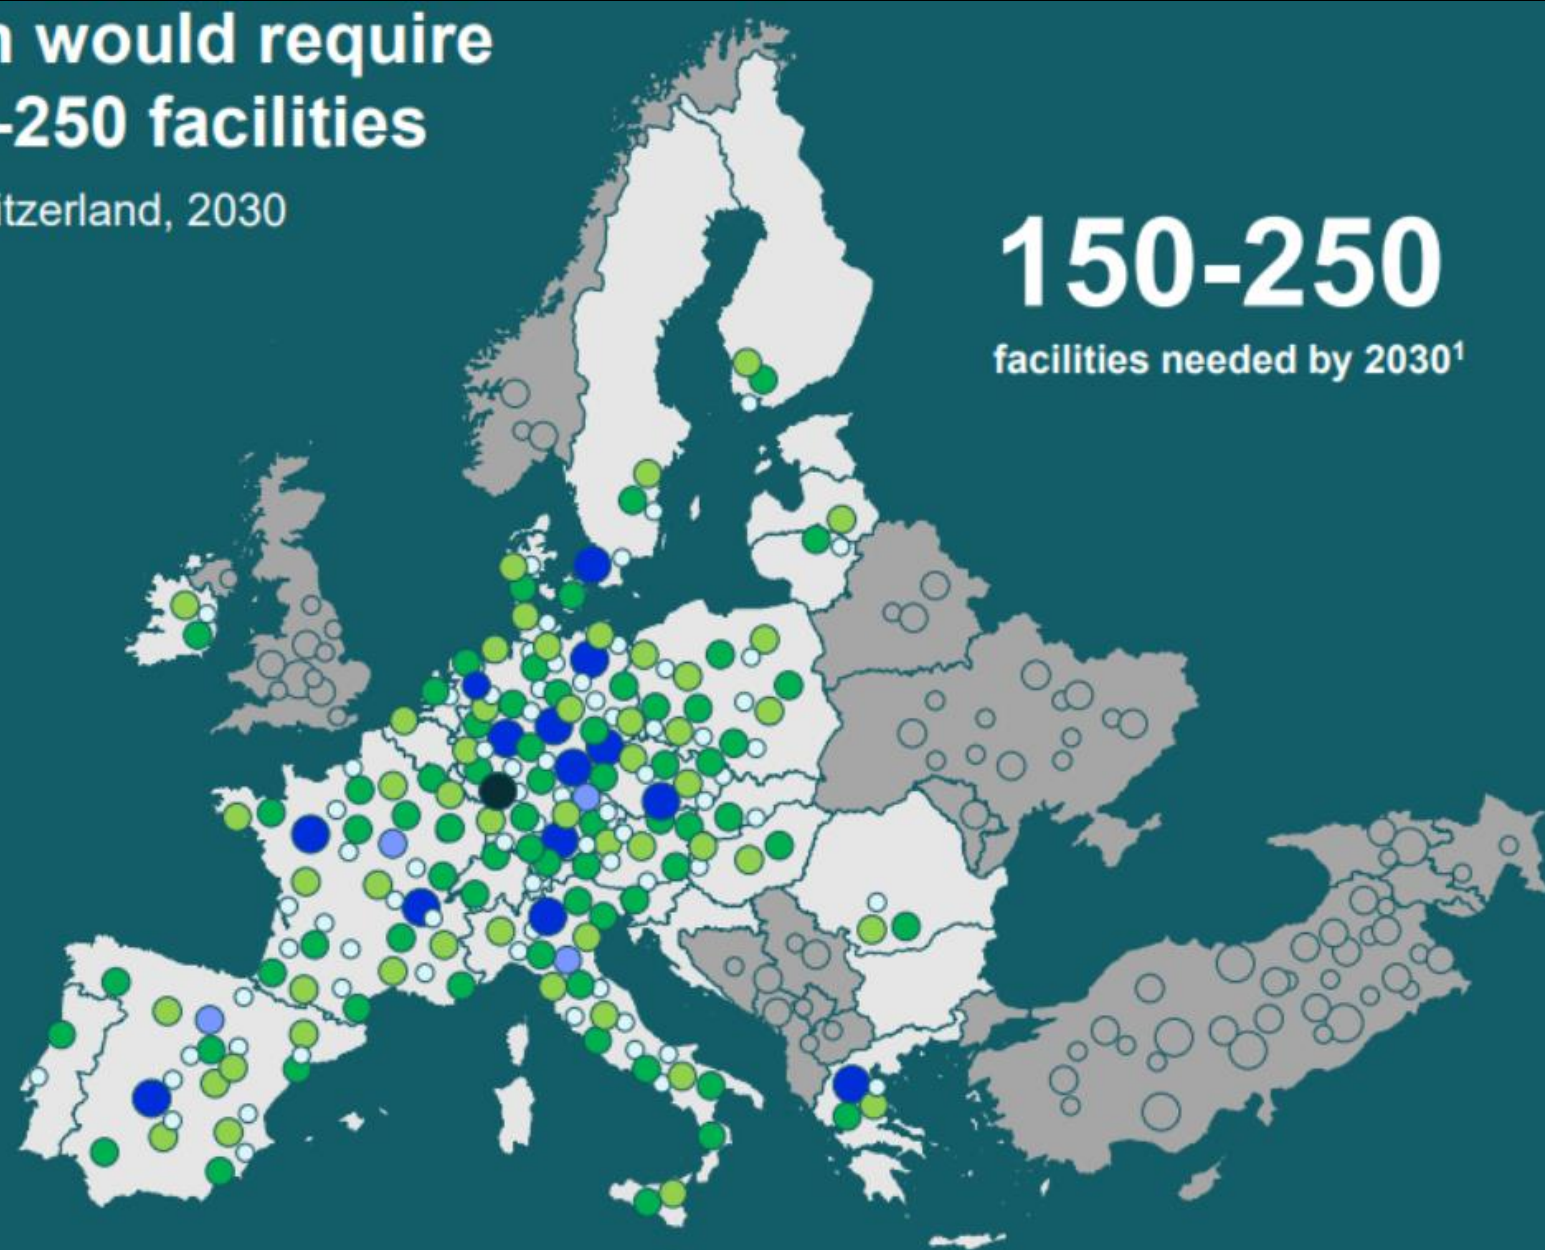 would require
-250 facilities
itzerland, 2030
150-250
facilities needed by 2030¹